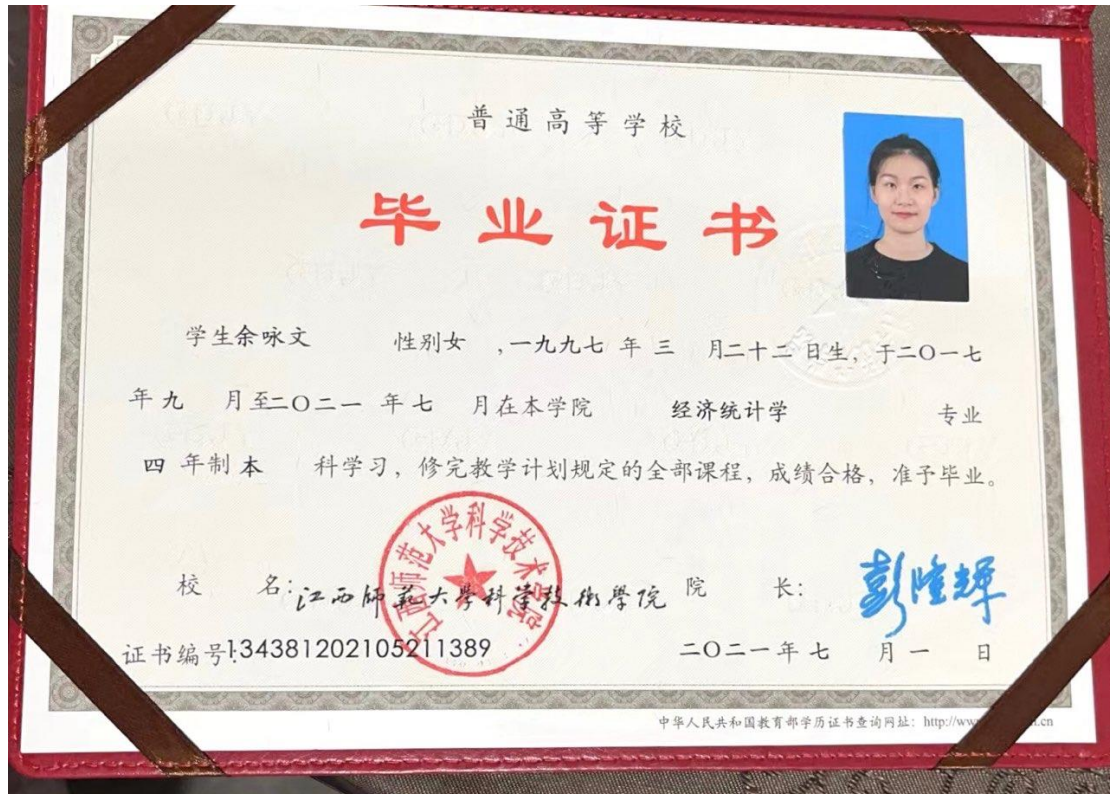 普通高等学校
毕业证书
学生余咏文 性别女 ,一九九七 年 三 月二十二 日生, 于二〇一七
年九 月至二〇二一 年七 月在本学院 经济统计学 专业
四 年制 本 科学习, 修完教学计划规定的全部课程, 成绩合格, 准予毕业。
江西师范大学科学技术学院
校 名: 江西師範大學科學技術學院 院 长: 彭隆辉
证书编号:134381202105211389 二〇二一年 七 月 一 日
中华人民共和国教育部学历证书查询网址: http://www